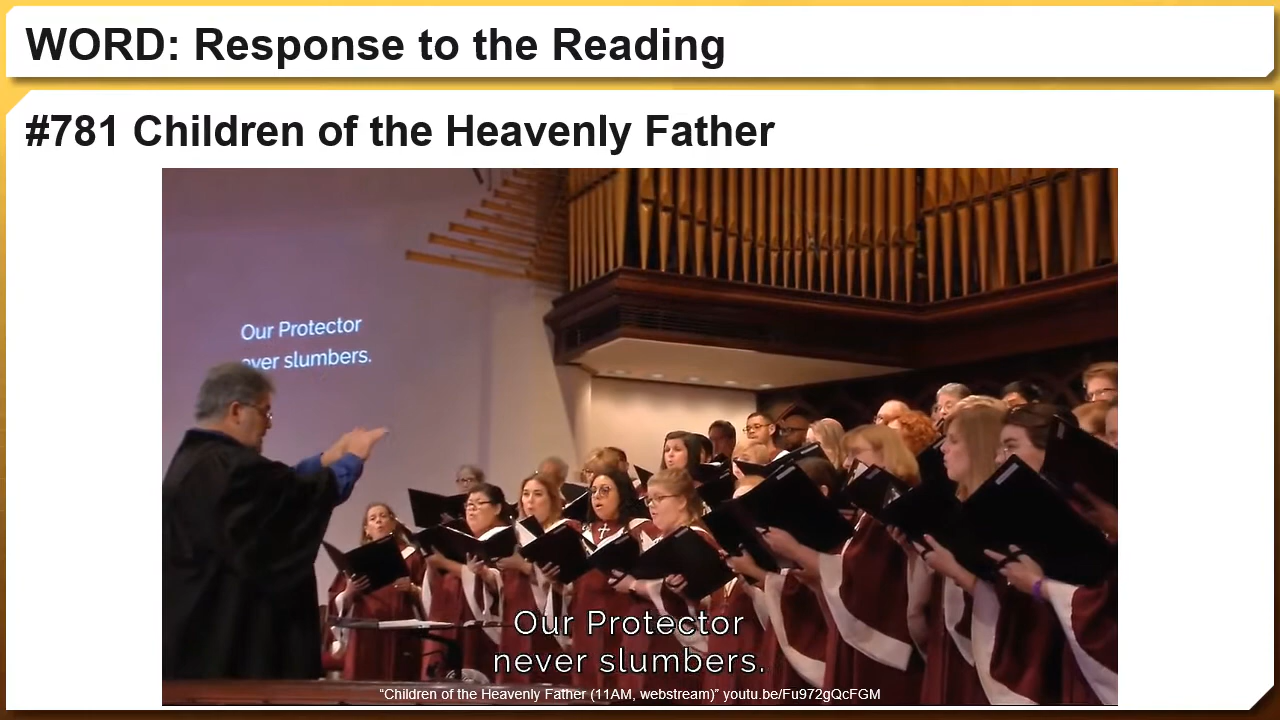 WORD: Response to the Reading
#781 Children of the Heavenly Father
Our Protector
never slumbers.
Our Protector
never slumbers.
“Children of the Heavenly Father (11AM, webstream)” youtu.be/Fu972gQcFGM